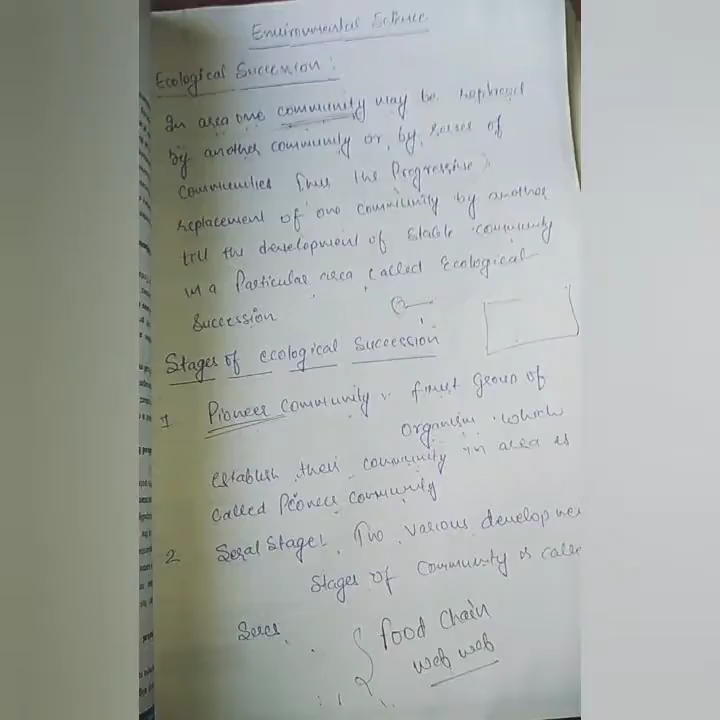 Environmental Science
Ecological Succession:
In area one community may be replaced
by another community or, by series of
communities Thus the Progressive
replacement of one community by another
till the development of stable community
in a Particular area called Ecological
Succession
Stages of ecological Succession
1 Pioneer community: first group of
organism which
establish their community in area is
called Pioneer community
2 Seral Stage: The various developmen
Stages of Community is calle
Seres.
food chain
web web